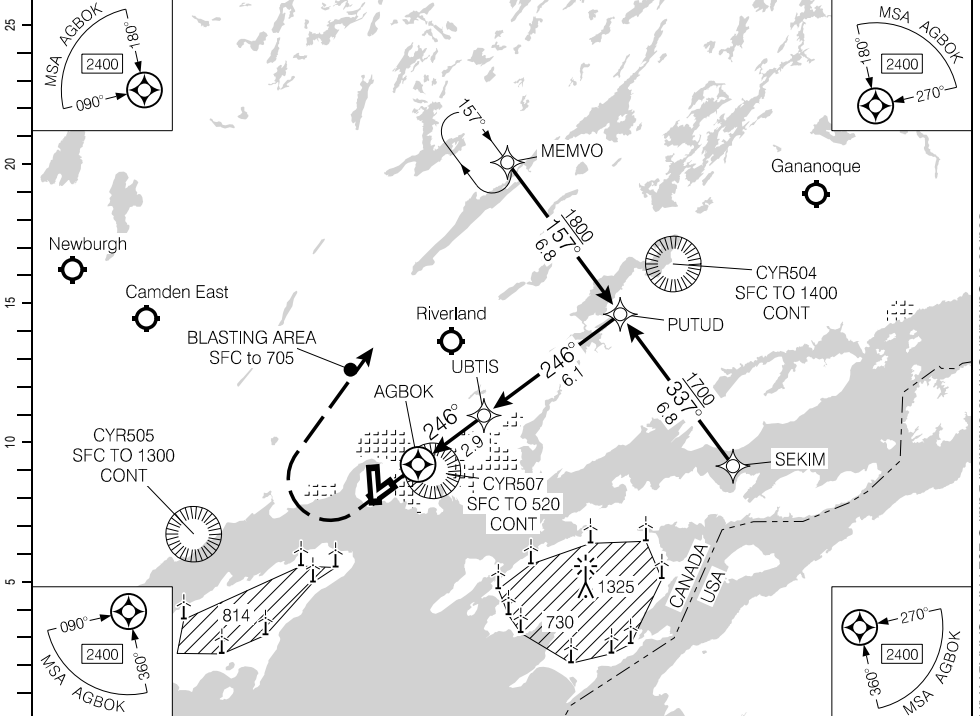 25
MSA AGBOK
180°
2400
090°
MSA AGBOK
180°
2400
270°
157°
MEMVO
20
Gananoque
1800
157°
6.8
Newburgh
CYR504
SFC TO 1400
CONT
Camden East
15
Riverland
PUTUD
BLASTING AREA
SFC to 705
UBTIS
246°
6.1
1700
337°
6.8
AGBOK
246°
2.9
10
CYR505
SFC TO 1300
CONT
SEKIM
CYR507
SFC TO 520
CONT
5
CANADA
USA
1325
730
814
090°
2400
360°
MSA AGBOK
270°
2400
360°
MSA AGBOK